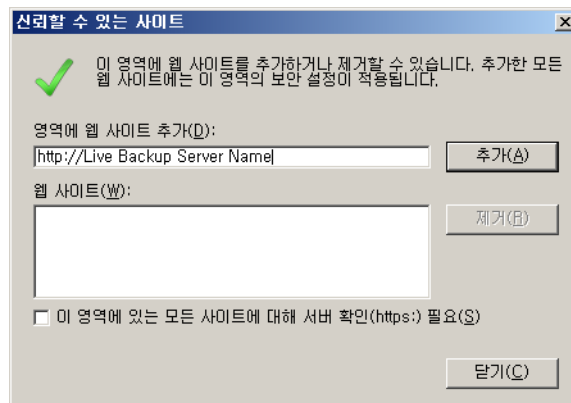 신뢰할 수 있는 사이트
이 영역에 웹 사이트를 추가하거나 제거할 수 있습니다. 추가한 모든
웹 사이트에는 이 영역의 보안 설정이 적용됩니다.
영역에 웹 사이트 추가(D):
http://Live Backup Server Name
추가(A)
웹 사이트(W):
제거(R)
이 영역에 있는 모든 사이트에 대해 서버 확인(https:) 필요(S)
닫기(C)